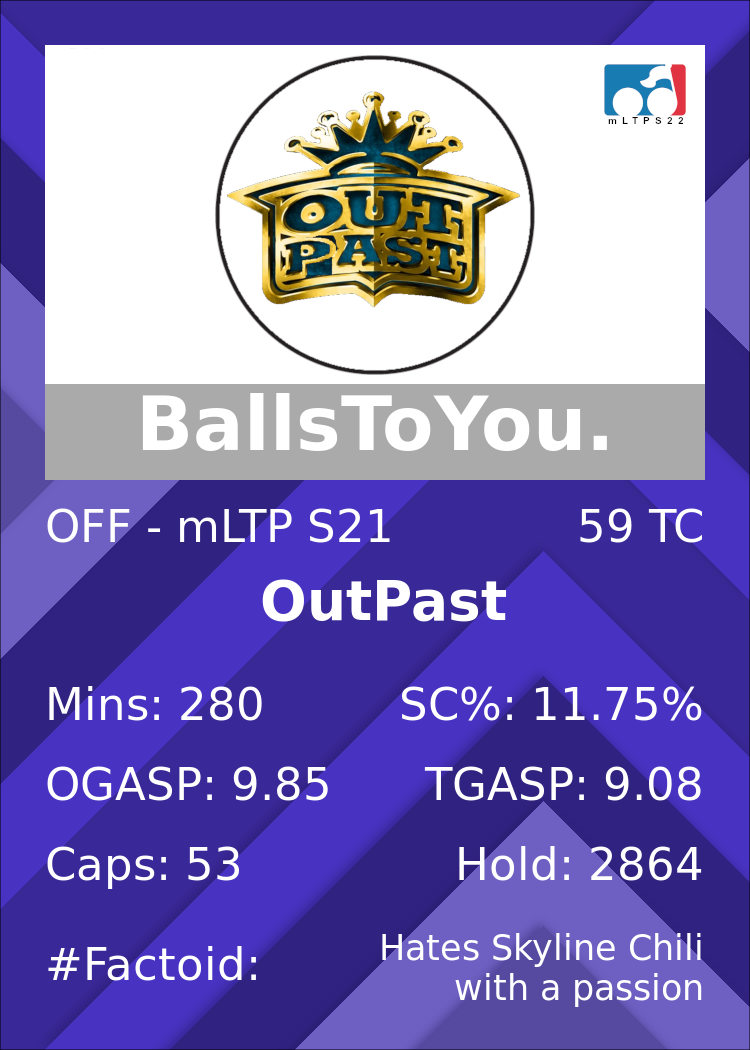 OUT
PAST
mLTPS22
BallsToYou.
OFF - mLTP S21 59 TC
OutPast
Mins: 280 SC%: 11.75%
OGASP: 9.85 TGASP: 9.08
Caps: 53 Hold: 2864
#Factoid: Hates Skyline Chili
with a passion